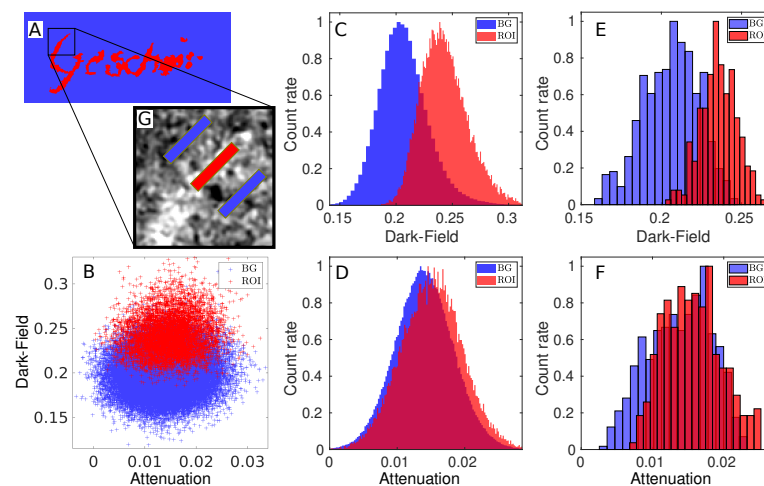 A
Geschwi
G
B
BG
ROI
Dark-Field
0.3
0.25
0.2
0.15
0
0.01
0.02
0.03
Attenuation
C
BG
ROI
Count rate
1
0.8
0.6
0.4
0.2
0
0.15
0.2
0.25
0.3
Dark-Field
D
BG
ROI
Count rate
1
0.8
0.6
0.4
0.2
0
0
0.01
0.02
Attenuation
E
BG
ROI
Count rate
1
0.8
0.6
0.4
0.2
0
0.15
0.2
0.25
Dark-Field
F
BG
ROI
Count rate
1
0.8
0.6
0.4
0.2
0
0
0.01
0.02
Attenuation